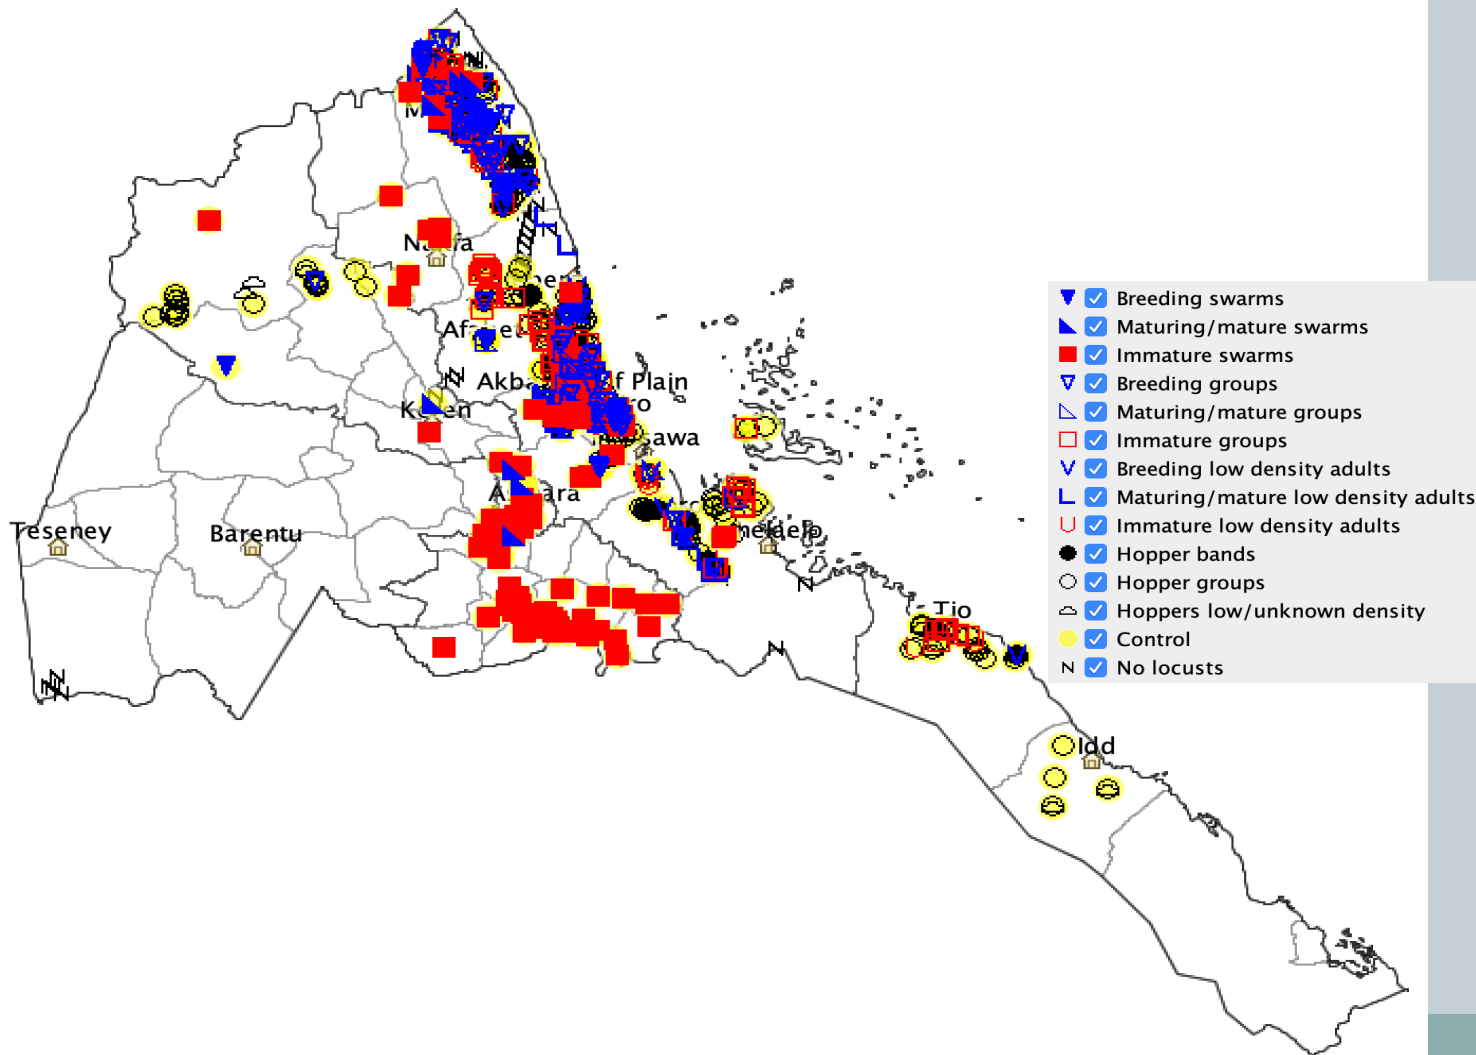 Teseney
Barentu
Tio
Idd
f Plain
Breeding swarms
Maturing/mature swarms
Immature swarms
Breeding groups
Maturing/mature groups
Immature groups
Breeding low density adults
Maturing/mature low density adults
Immature low density adults
Hopper bands
Hopper groups
Hoppers low/unknown density
Control
No locusts